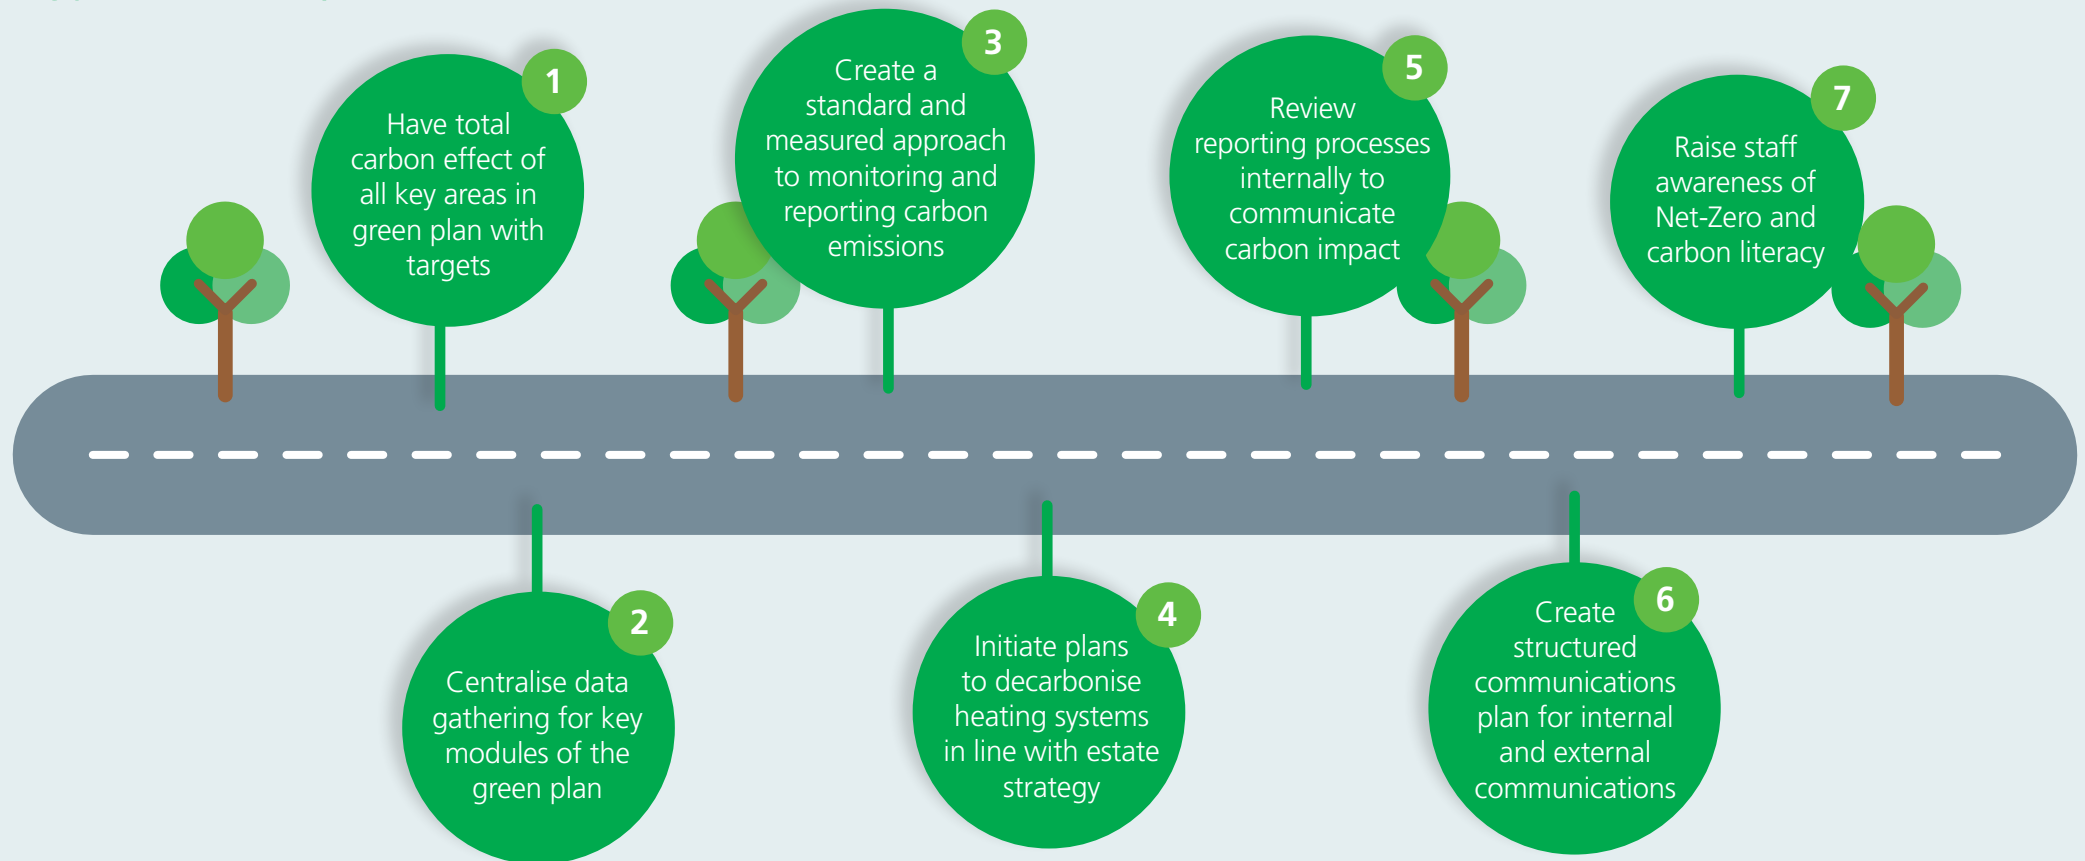 1
Have total
carbon effect of
all key areas in
green plan with
targets
2
Centralise data
gathering for key
modules of the
green plan
3
Create a
standard and
measured approach
to monitoring and
reporting carbon
emissions
4
Initiate plans
to decarbonise
heating systems
in line with estate
strategy
5
Review
reporting processes
internally to
communicate
carbon impact
6
Create
structured
communications
plan for internal
and external
communications
7
Raise staff
awareness of
Net-Zero and
carbon literacy